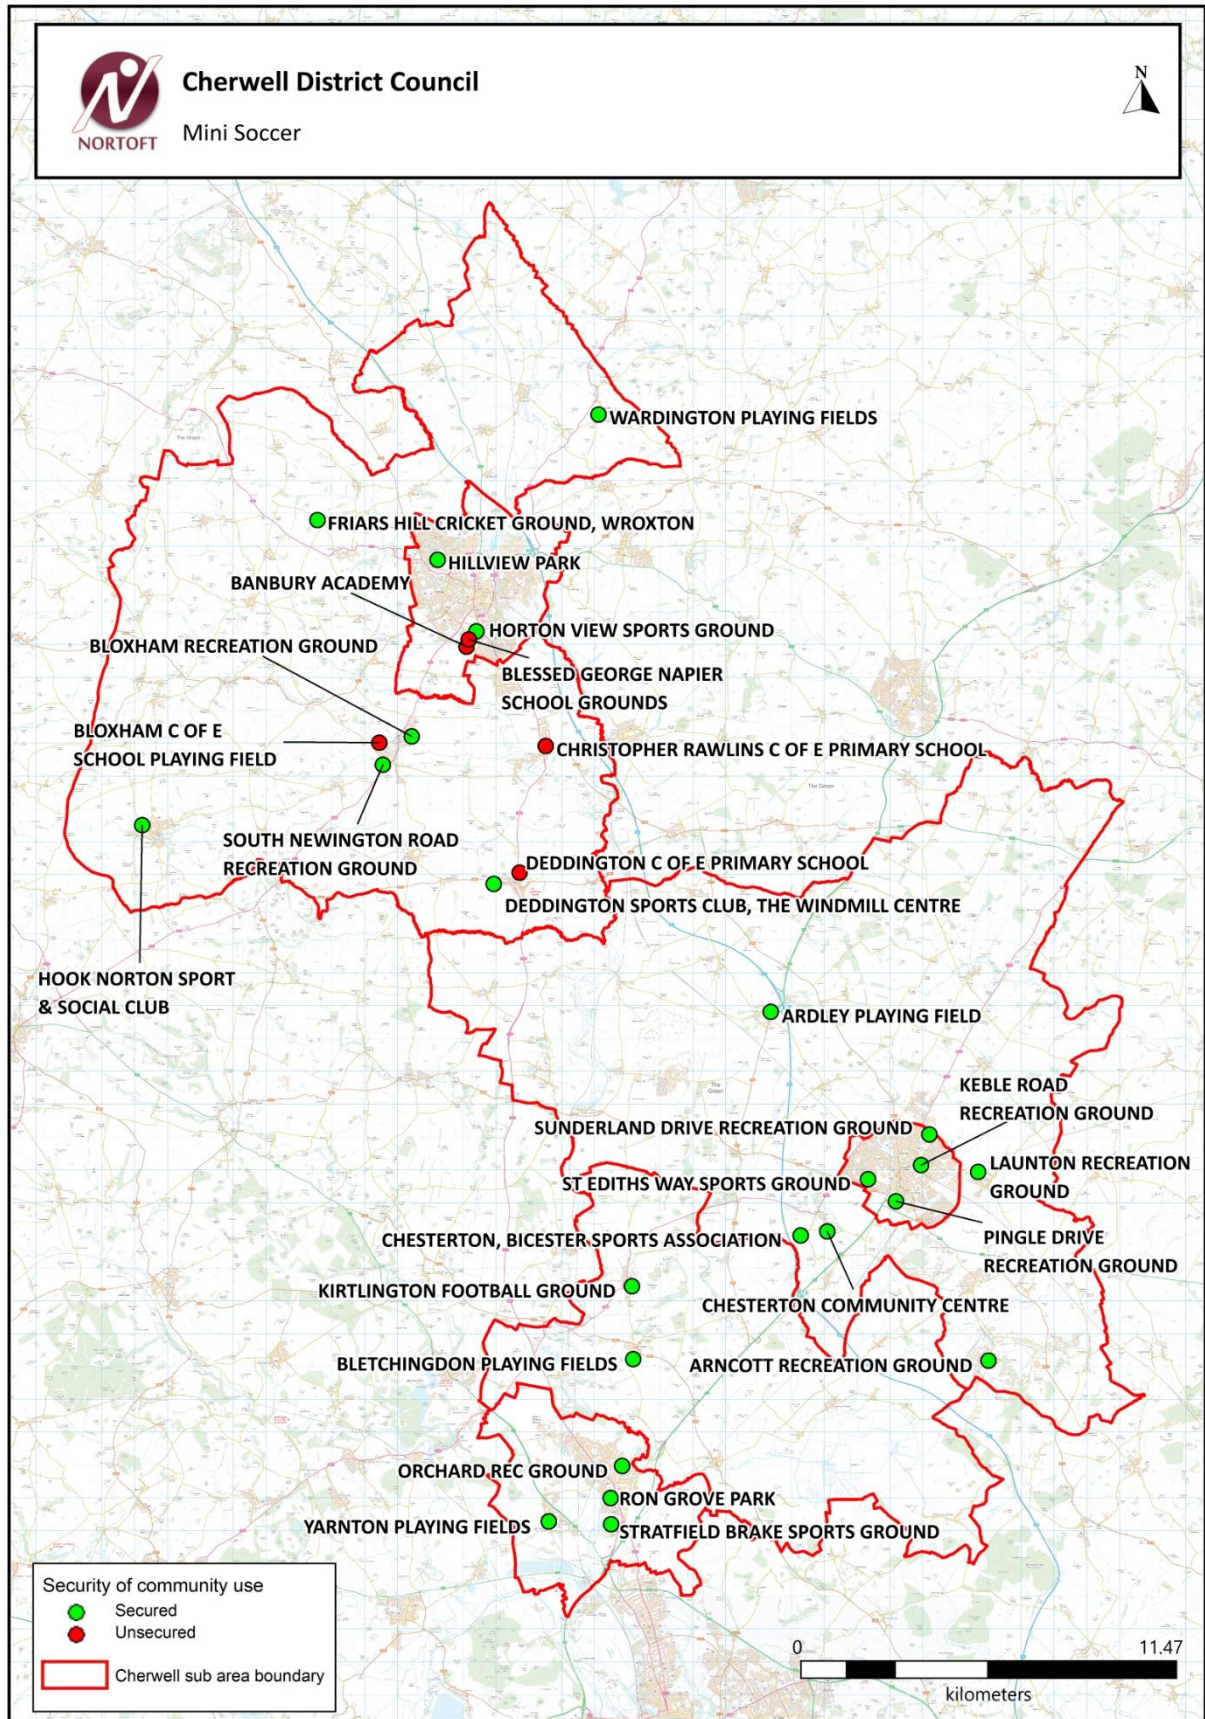 Cherwell District Council
Mini Soccer
NORTOFT
N
WARDINGTON PLAYING FIELDS
FRIARS HILL CRICKET GROUND, WROXTON
HILLVIEW PARK
BANBURY ACADEMY
HORTON VIEW SPORTS GROUND
BLOXHAM RECREATION GROUND
BLESSED GEORGE NAPIER
SCHOOL GROUNDS
BLOXHAM C OF E
SCHOOL PLAYING FIELD
CHRISTOPHER RAWLINS C OF E PRIMARY SCHOOL
SOUTH NEWINGTON ROAD
RECREATION GROUND
DEDDINGTON C OF E PRIMARY SCHOOL
DEDDINGTON SPORTS CLUB, THE WINDMILL CENTRE
HOOK NORTON SPORT
& SOCIAL CLUB
ARDLEY PLAYING FIELD
KEBLE ROAD
RECREATION GROUND
SUNDERLAND DRIVE RECREATION GROUND
LAUNTON RECREATION
GROUND
ST EDITHS WAY SPORTS GROUND
PINGLE DRIVE
RECREATION GROUND
CHESTERTON, BICESTER SPORTS ASSOCIATION
KIRTLINGTON FOOTBALL GROUND
CHESTERTON COMMUNITY CENTRE
BLETCHINGDON PLAYING FIELDS
ARNCOTT RECREATION GROUND
ORCHARD REC GROUND
RON GROVE PARK
YARNTON PLAYING FIELDS
STRATFIELD BRAKE SPORTS GROUND
Security of community use
Secured
Unsecured
Cherwell sub area boundary
0
11.47
kilometers